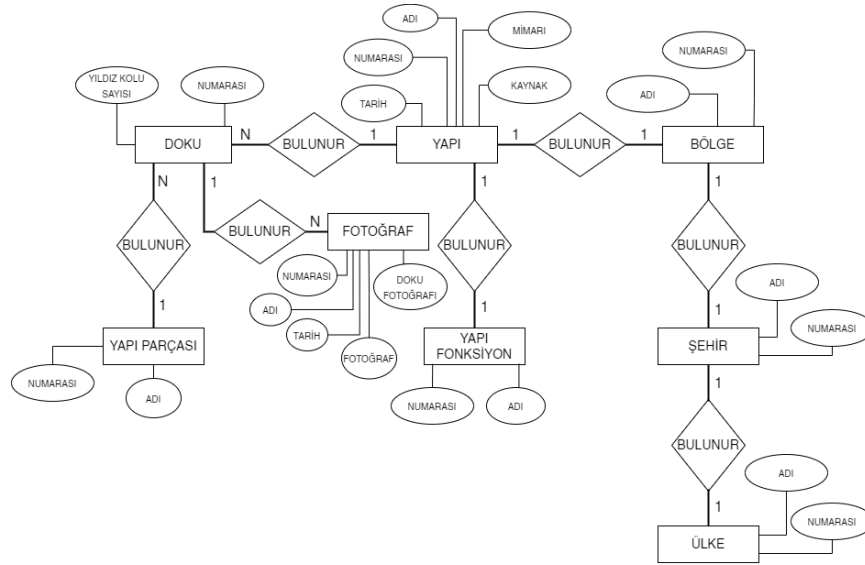 ADI
MİMARI
NUMARASI
KAYNAK
TARİH
NUMARASI
ADI
YILDIZ KOLU
SAYISI
NUMARASI
DOKU
N
BULUNUR
1
YAPI
1
BULUNUR
1
BÖLGE
N
1
1
1
BULUNUR
BULUNUR
N
FOTOĞRAF
BULUNUR
BULUNUR
NUMARASI
DOKU
FOTOĞRAFI
ADI
TARİH
FOTOĞRAF
1
1
1
YAPI PARÇASI
NUMARASI
ADI
YAPI
FONKSİYON
NUMARASI
ADI
ADI
NUMARASI
ŞEHİR
1
BULUNUR
1
ADI
NUMARASI
ÜLKE